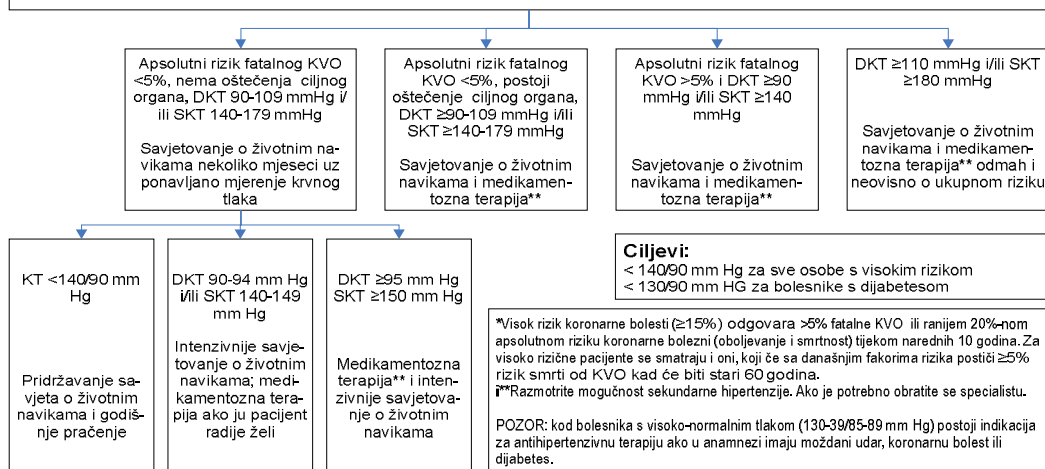 Apsolutni rizik fatalnog KVO
<5%, nema oštečenja ciljnog
organa, DKT 90-109 mmHg i/
ili SKT 140-179 mmHg
Savjetovanje o životnim na-
vikama nekoliko mjeseci uz
ponavljano mjerenje krvnog
tlaka
Apsolutni rizik fatalnog
KVO <5%, postoji
oštečenje ciljnog organa,
DKT ≥90-109 mmHg i/ili
SKT ≥140-179 mmHg
Savjetovanje o životnim
navikama i medikamen-
tozna terapija**
Apsolutni rizik fatalnog
KVO >5% i DKT ≥90
mmHg i/ili SKT ≥140
mmHg
Savjetovanje o životnim
navikama i medikamen-
tozna terapija**
DKT ≥110 mmHg i/ili SKT
≥180 mmHg
Savjetovanje o životnim
navikama i medikamen-
tozna terapija** odmah i
neovisno o ukupnom riziku
KT <140/90 mm
Hg
Pridržavanje sa-
vjeta o životnim
navikama i godiš-
nje pračenje
DKT 90-94 mm Hg
i/ili SKT 140-149
mm Hg
Intenzivnije savje-
tovanje o životnim
navikama; medi-
kamentozna tera-
pija ako ju pacijent
radije želi
DKT ≥95 mm Hg
SKT ≥150 mm Hg
Medikamentozna
terapija** i inten-
zivnije savjetova-
nje o životnim
navikama
Ciljevi:
< 140/90 mm Hg za sve osobe s visokim rizikom
< 130/90 mm HG za bolesnike s dijabetesom
*Visok rizik koronarne bolesti (≥15%) odgovara >5% fatalne KVO ili ranijem 20%-nom
apsolutnom riziku koronarne bolezni (oboljevanje i smrtnost) tijekom narednih 10 godina. Za
visoko rizične pacijente se smatraju i oni, koji če sa današnjim fakorima rizika postiči ≥5%
rizik smrti od KVO kad će biti stari 60 godina.
i**Razmotrite mogučnost sekundarne hipertenzije. Ako je potrebno obratite se specialistu.
POZOR: kod bolesnika s visoko-normalnim tlakom (130-39/85-89 mm Hg) postoji indikacija
za antihipertenzivnu terapiju ako u anamnezi imaju moždani udar, koronarnu bolest ili
dijabetes.